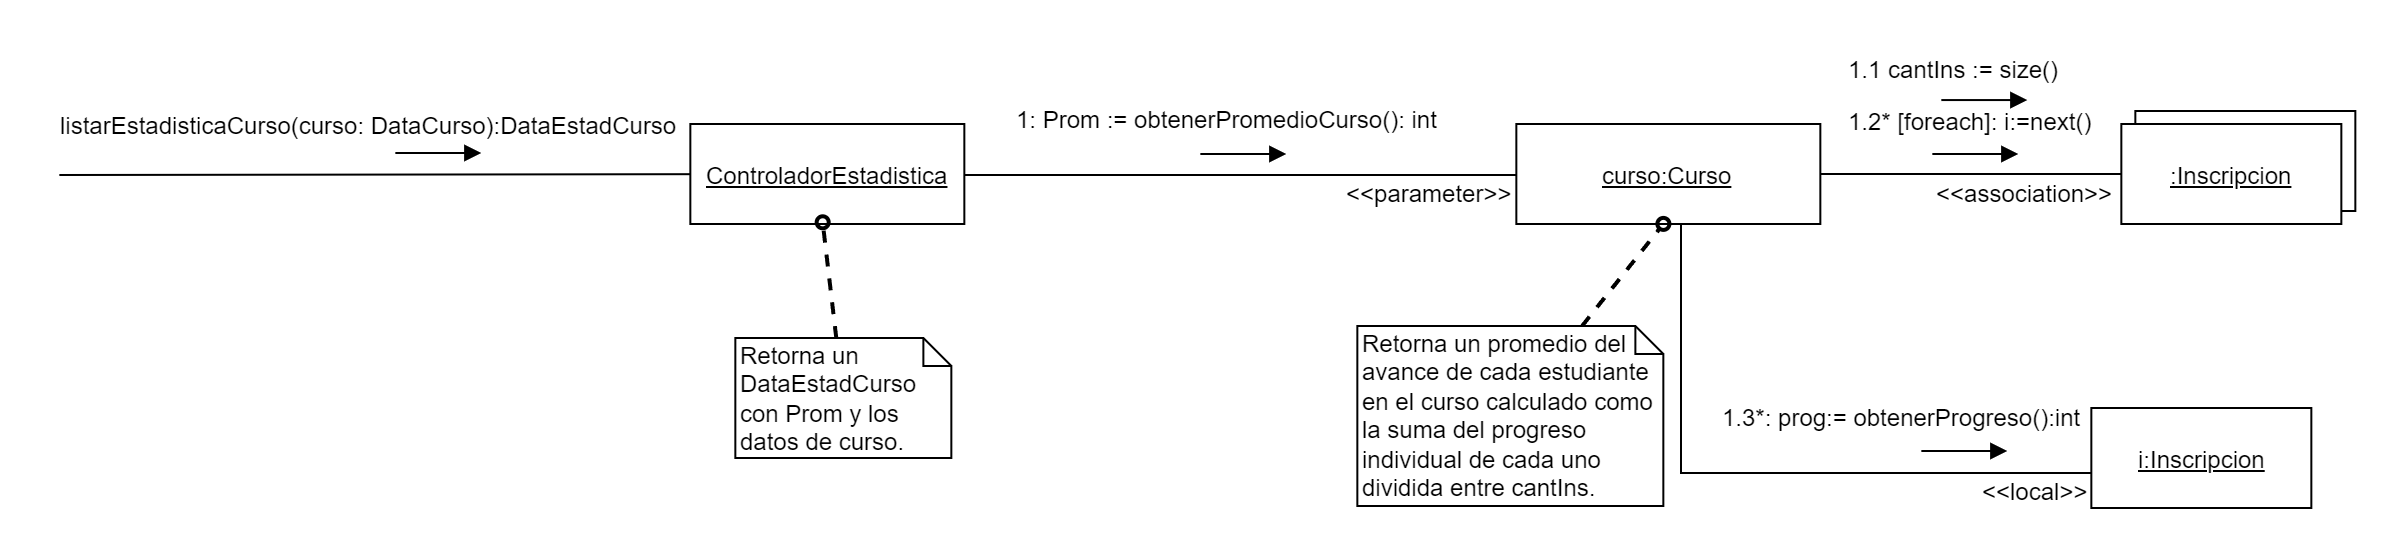 listarEstadisticaCurso(curso: DataCurso):DataEstadCurso
ControladorEstadistica
1: Prom := obtenerPromedioCurso(): int
<<parameter>>
curso:Curso
1.1 cantIns := size()
1.2* [foreach]: i:=next()
<<association>>
:Inscripcion
Retorna un
DataEstadCurso
con Prom y los
datos de curso.
Retorna un promedio del
avance de cada estudiante
en el curso calculado como
la suma del progreso
individual de cada uno
dividida entre cantIns.
1.3*: prog:= obtenerProgreso():int
<<local>>
i:Inscripcion